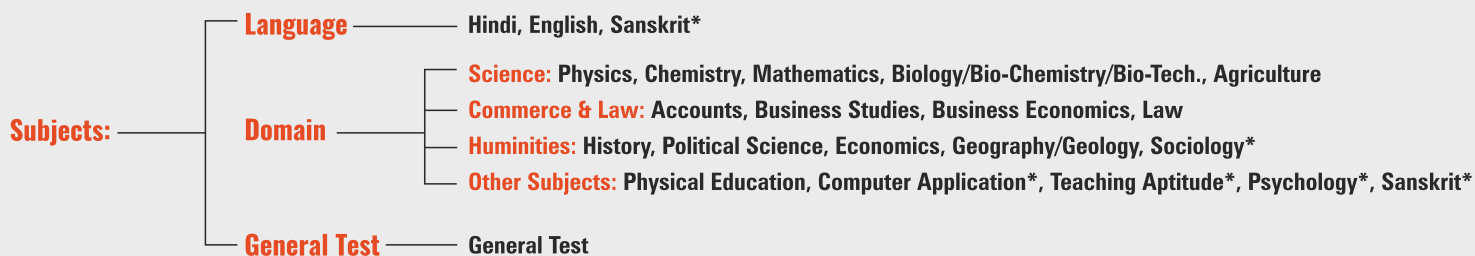 Language Hindi, English, Sanskrit*
Science: Physics, Chemistry, Mathematics, Biology/Bio-Chemistry/Bio-Tech., Agriculture
Commerce & Law: Accounts, Business Studies, Business Economics, Law
Subjects: Domain
Huminities: History, Political Science, Economics, Geography/Geology, Sociology*
Other Subjects: Physical Education, Computer Application*, Teaching Aptitude*, Psychology*, Sanskrit*
General Test General Test